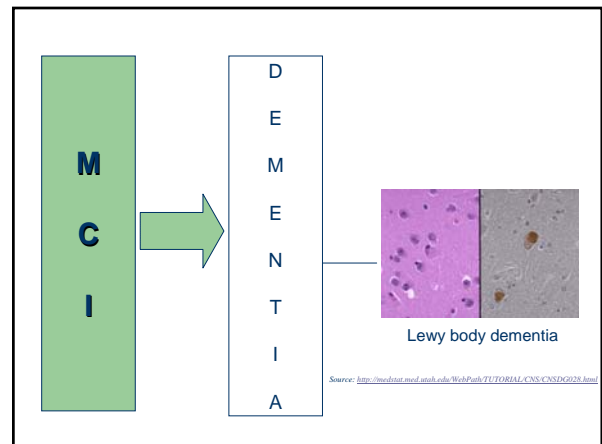 M
C
I
D
E
M
E
N
T
I
A
Lewy body dementia
Source: http://medstat.med.utah.edu/WebPath/TUTORIAL/CNS/CNSDG028.html